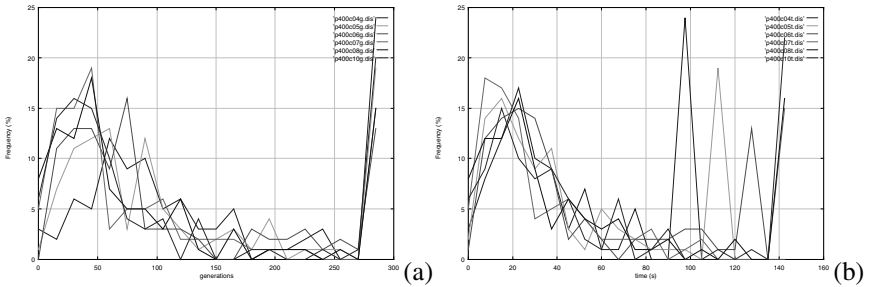 25
20
15
10
5
0
Frequency (%)
0 50 100 150 200 250 300
generations
'p400c04g.dis'
'p400c05g.dis'
'p400c06g.dis'
'p400c07g.dis'
'p400c08g.dis'
'p400c10g.dis'
(a)
25
20
15
10
5
0
Frequency (%)
0 20 40 60 80 100 120 140 160
time (s)
'p400c04t.dis'
'p400c05t.dis'
'p400c06t.dis'
'p400c07t.dis'
'p400c08t.dis'
'p400c10t.dis'
(b)